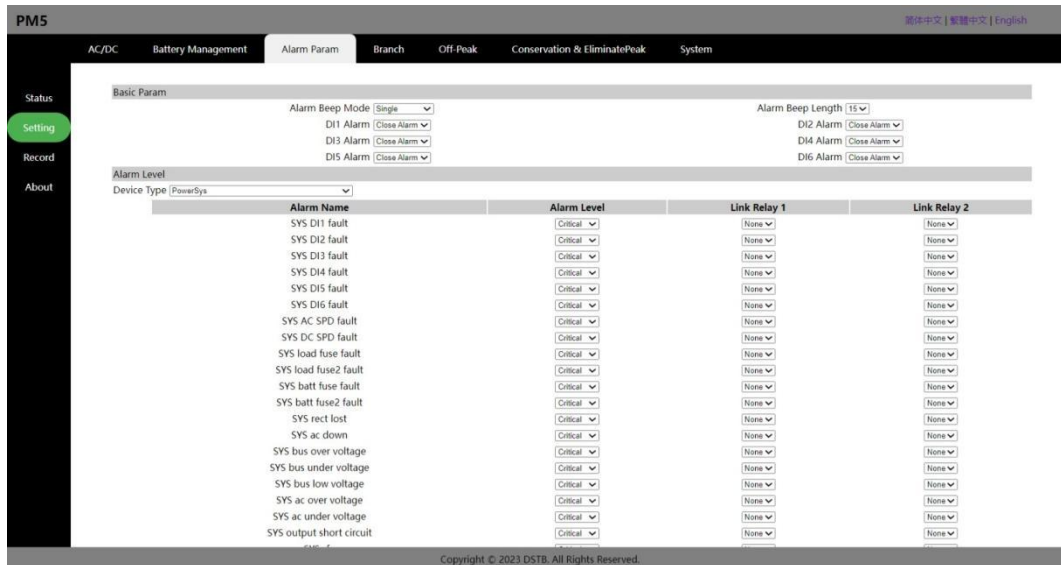 PM5 简体中文 | 繁體中文 | English
AC/DC Battery Management Alarm Param Branch Off-Peak Conservation & EliminatePeak System
Status
Setting
Record
About
Basic Param
Alarm Beep Mode Single Alarm Beep Length 15
DI1 Alarm Close Alarm DI2 Alarm Close Alarm
DI3 Alarm Close Alarm DI4 Alarm Close Alarm
DI5 Alarm Close Alarm DI6 Alarm Close Alarm
Alarm Level
Device Type PowerSys
Alarm Name Alarm Level Link Relay 1 Link Relay 2
SYS DI1 fault Critical None None
SYS DI2 fault Critical None None
SYS DI3 fault Critical None None
SYS DI4 fault Critical None None
SYS DI5 fault Critical None None
SYS DI6 fault Critical None None
SYS AC SPD fault Critical None None
SYS DC SPD fault Critical None None
SYS load fuse fault Critical None None
SYS load fuse2 fault Critical None None
SYS batt fuse fault Critical None None
SYS batt fuse2 fault Critical None None
SYS rect lost Critical None None
SYS ac down Critical None None
SYS bus over voltage Critical None None
SYS bus under voltage Critical None None
SYS bus low voltage Critical None None
SYS ac over voltage Critical None None
SYS ac under voltage Critical None None
SYS output short circuit Critical None None
Copyright © 2023 DSTB. All Rights Reserved.